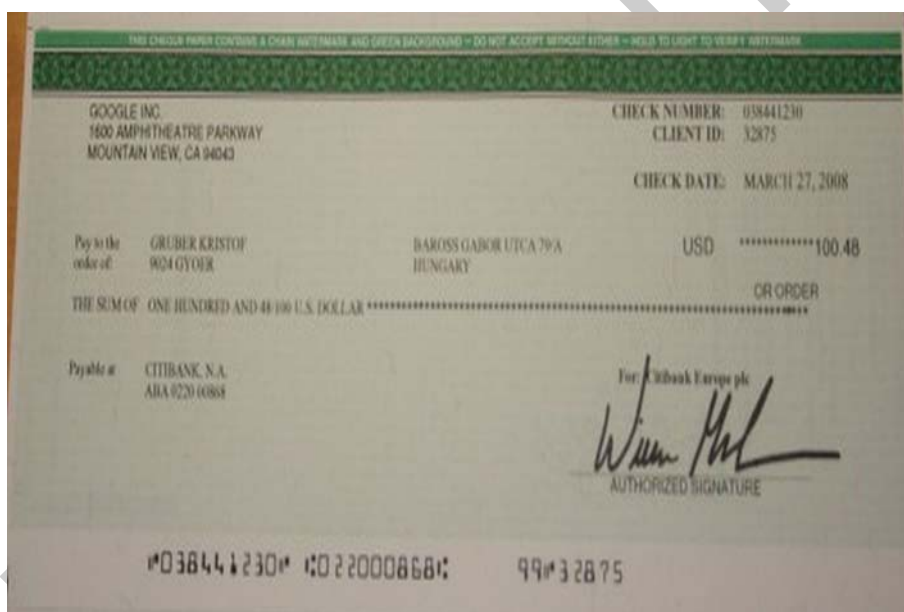 THIS CHEQUE PAPER CONTAINS A CHAIN WATERMARK AND GREEN BACKGROUND - DO NOT ACCEPT WITHOUT EITHER - HOLD TO LIGHT TO VERIFY WATERMARK
GOOGLE INC.
1600 AMPHITHEATRE PARKWAY
MOUNTAIN VIEW, CA 94043
CHECK NUMBER: 038441230
CLIENT ID: 32875
CHECK DATE: MARCH 27, 2008
Pay to the order of: GRUBER KRISTOF
9024 GYOER
BAROSS GABOR UTCA 79/A
HUNGARY
USD *************100.48
OR ORDER
THE SUM OF ONE HUNDRED AND 48/100 U.S. DOLLAR
Payable at CITIBANK, N.A.
ABA 0220 00868
For: Citibank Europe plc
AUTHORIZED SIGNATURE
⑈038441230⑈ ⑆022000868⑆ 99⑈32875